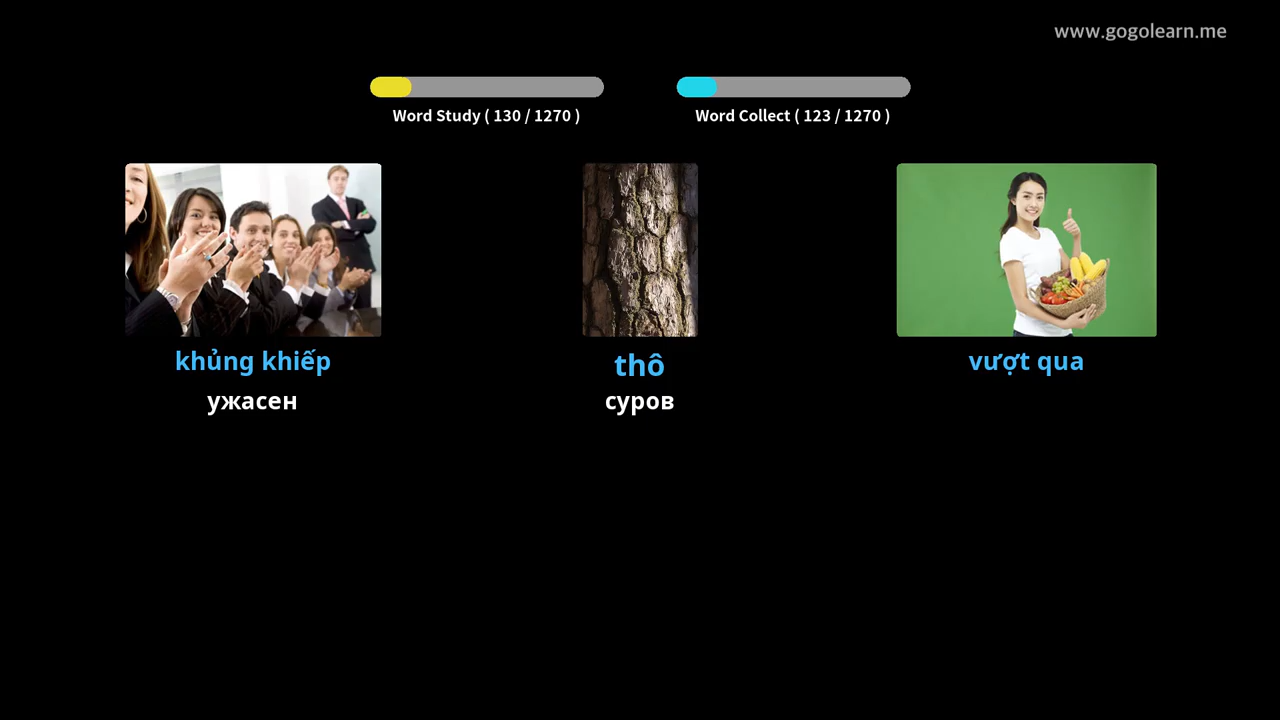 www.gogolearn.me
Word Study ( 130 / 1270 )
Word Collect ( 123 / 1270 )
khủng khiếp
thô
vượt qua
ужасен
суров